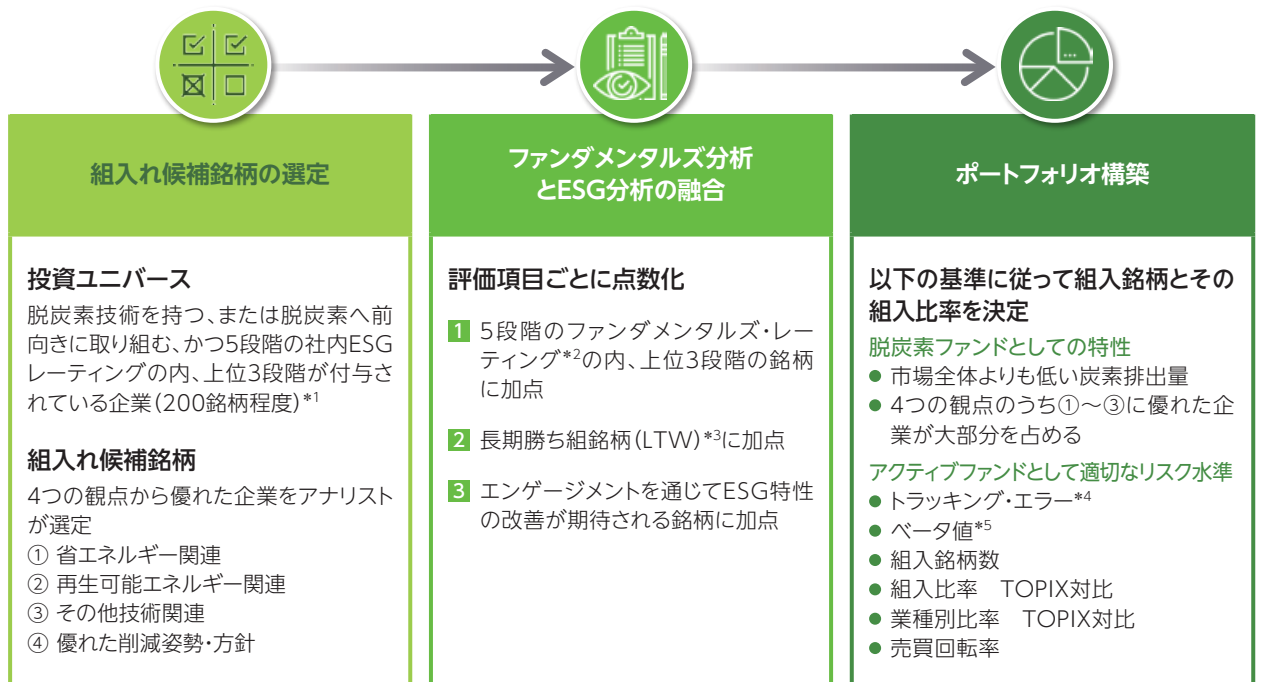 組入れ候補銘柄の選定
投資ユニバース
脱炭素技術を持つ、または脱炭素へ前
向きに取り組む、かつ5段階の社内ESG
レーティングの内、上位3段階が付与さ
れている企業(200銘柄程度)*1
組入れ候補銘柄
4つの観点から優れた企業をアナリスト
が選定
① 省エネルギー関連
② 再生可能エネルギー関連
③ その他技術関連
④ 優れた削減姿勢・方針
ファンダメンタルズ分析
とESG分析の融合
評価項目ごとに点数化
1 5段階のファンダメンタルズ・レー
ティング*2の内、上位3段階の銘柄
に加点
2 長期勝ち組銘柄(LTW)*3に加点
3 エンゲージメントを通じてESG特性
の改善が期待される銘柄に加点
ポートフォリオ構築
以下の基準に従って組入銘柄とその
組入比率を決定
脱炭素ファンドとしての特性
● 市場全体よりも低い炭素排出量
● 4つの観点のうち①〜③に優れた企
業が大部分を占める
アクティブファンドとして適切なリスク水準
● トラッキング・エラー*4
● ベータ値*5
● 組入銘柄数
● 組入比率　TOPIX対比
● 業種別比率　TOPIX対比
● 売買回転率